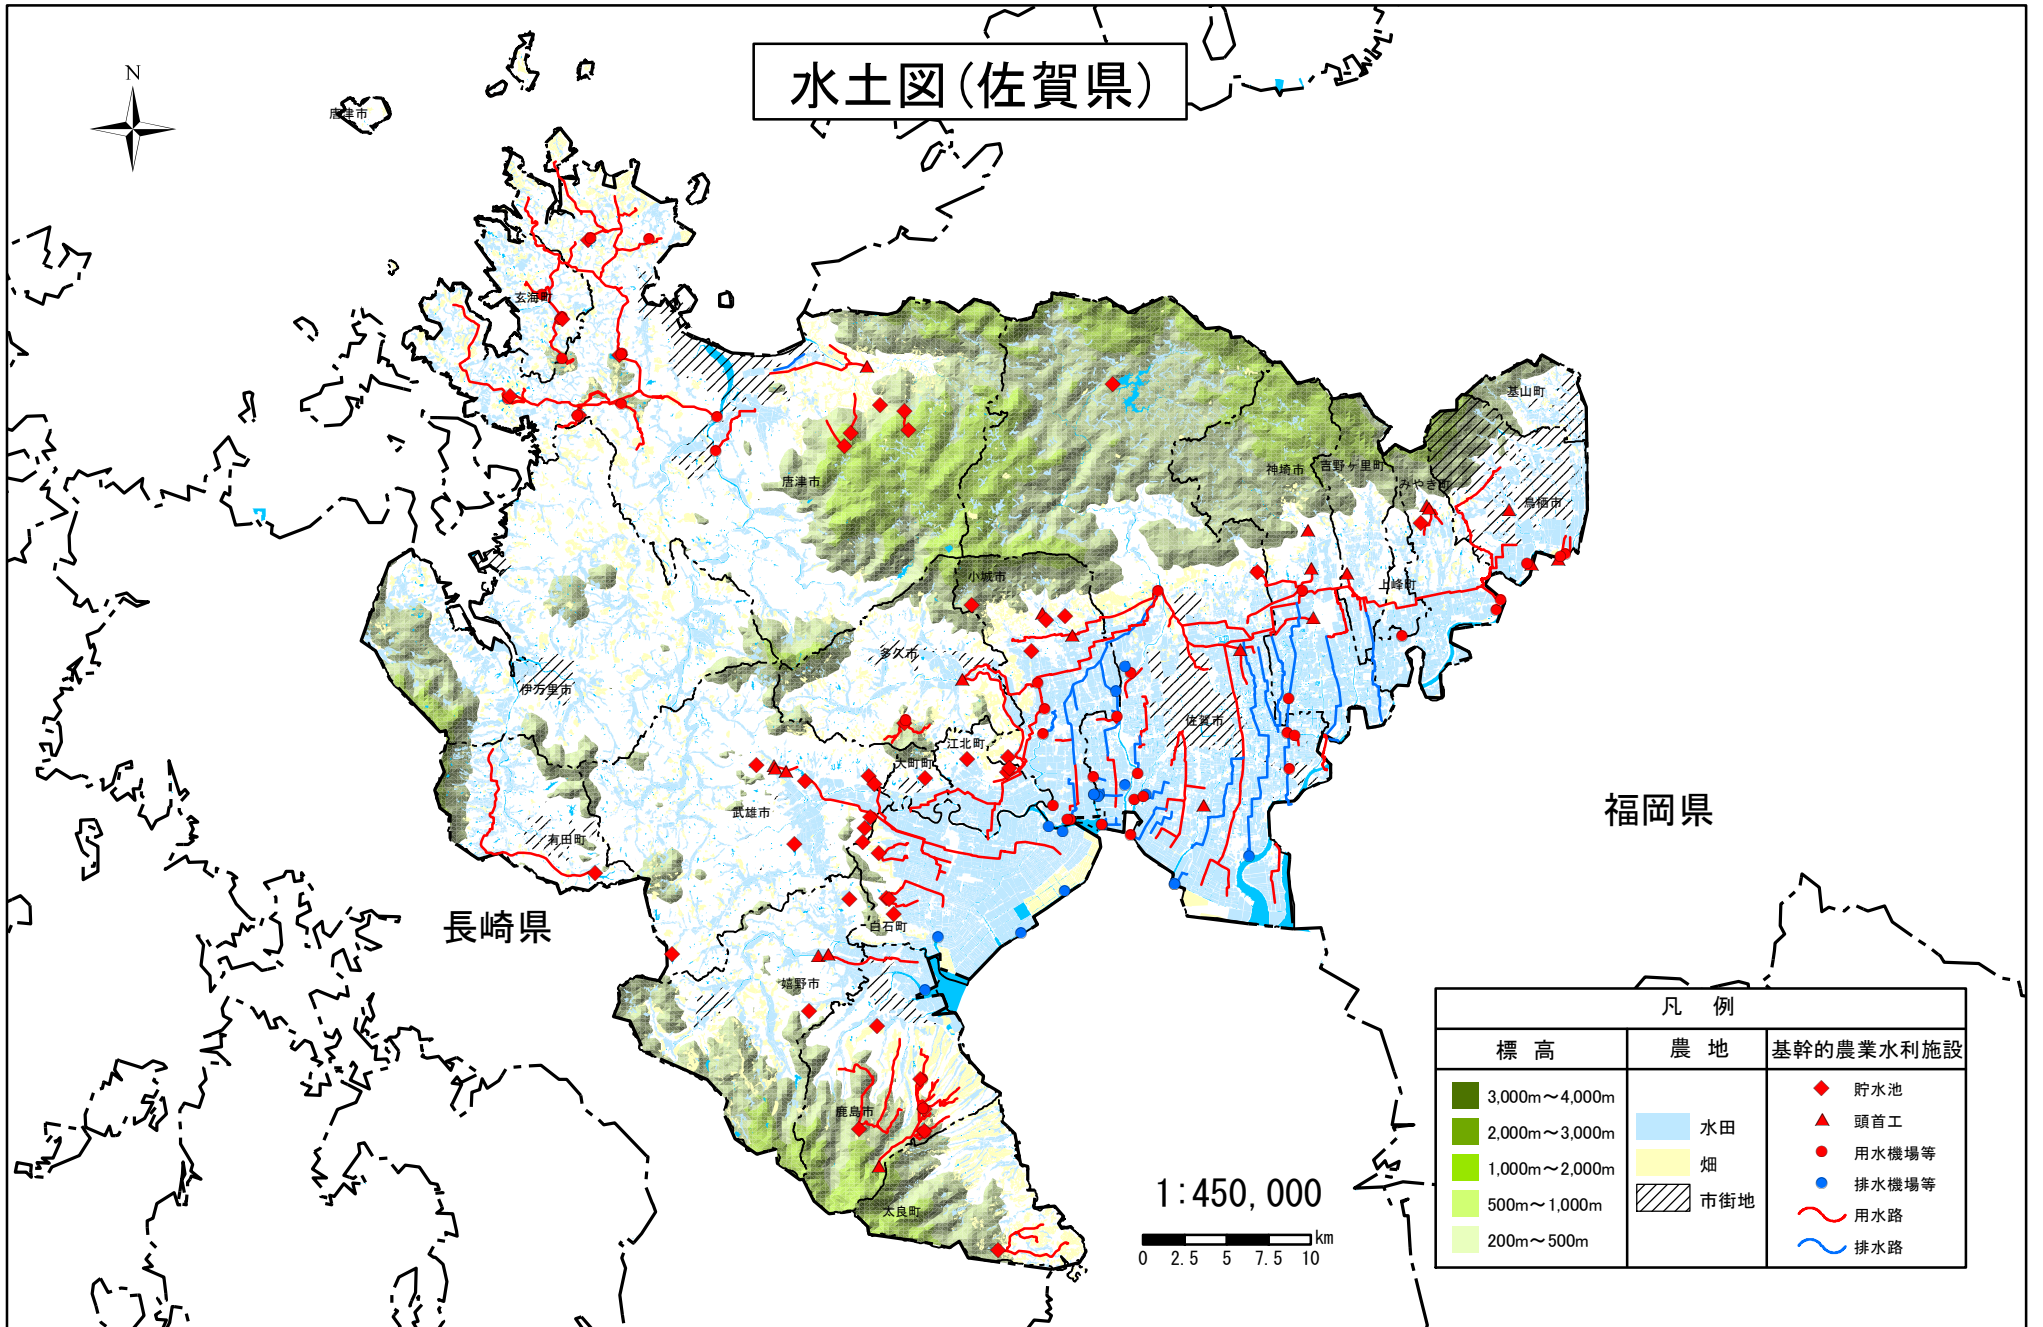 水土図(佐賀県)
N
唐津市
玄海町
基山町
唐津市
神埼市
吉野ヶ里町
みやき町
鳥栖市
小城市
上峰町
多久市
伊万里市
佐賀市
江北町
大町町
武雄市
有田町
福岡県
長崎県
白石町
嬉野市
鹿島市
太良町
1:450,000
0 2.5 5 7.5 10 km
凡 例
標 高
3,000m～4,000m
2,000m～3,000m
1,000m～2,000m
500m～1,000m
200m～500m
農 地
水田
畑
市街地
基幹的農業水利施設
貯水池
頭首工
用水機場等
排水機場等
用水路
排水路